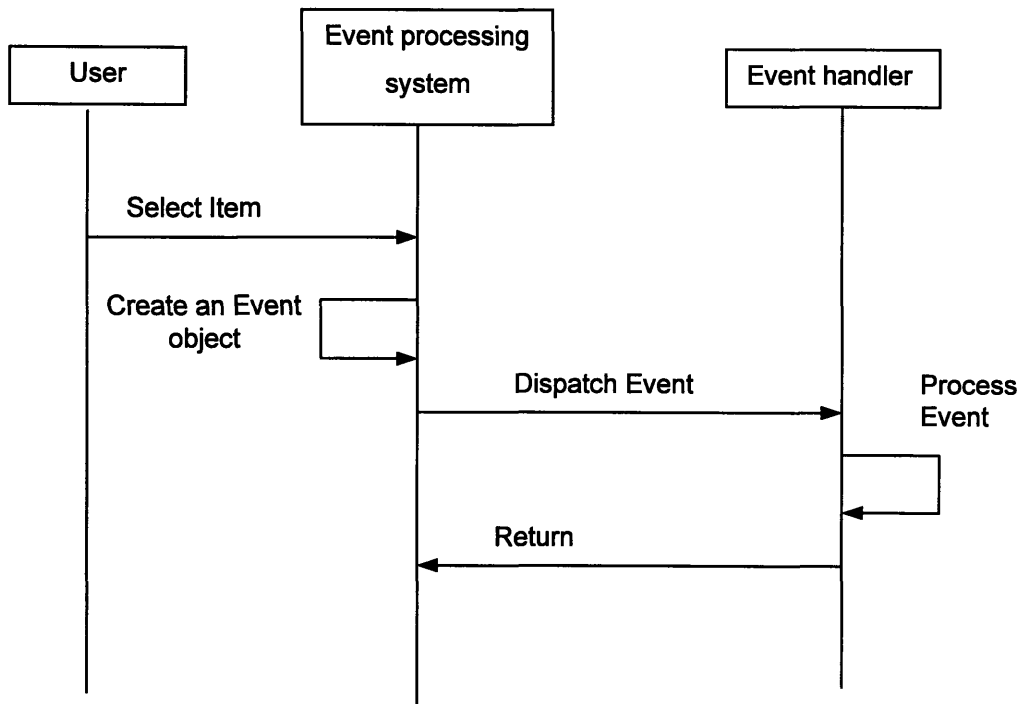 User
Event processing
system
Event handler
Select Item
Create an Event
object
Dispatch Event
Process
Event
Return